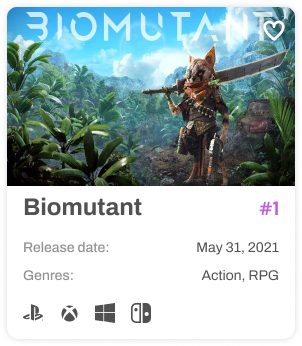 BIOMUTANT
Biomutant
#1
Release date: May 31, 2021
Genres: Action, RPG